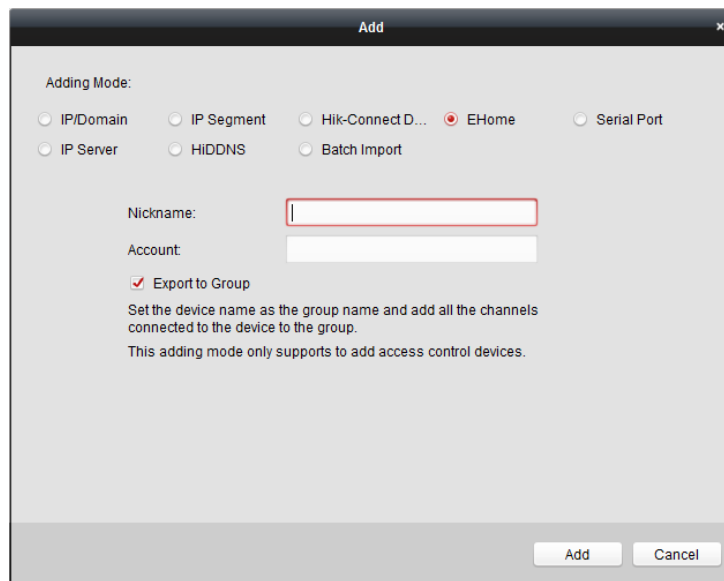 Add
×
Adding Mode:
IP/Domain IP Segment Hik-Connect D... EHome Serial Port
IP Server HiDDNS Batch Import
Nickname:
Account:
Export to Group
Set the device name as the group name and add all the channels
connected to the device to the group.
This adding mode only supports to add access control devices.
Add Cancel